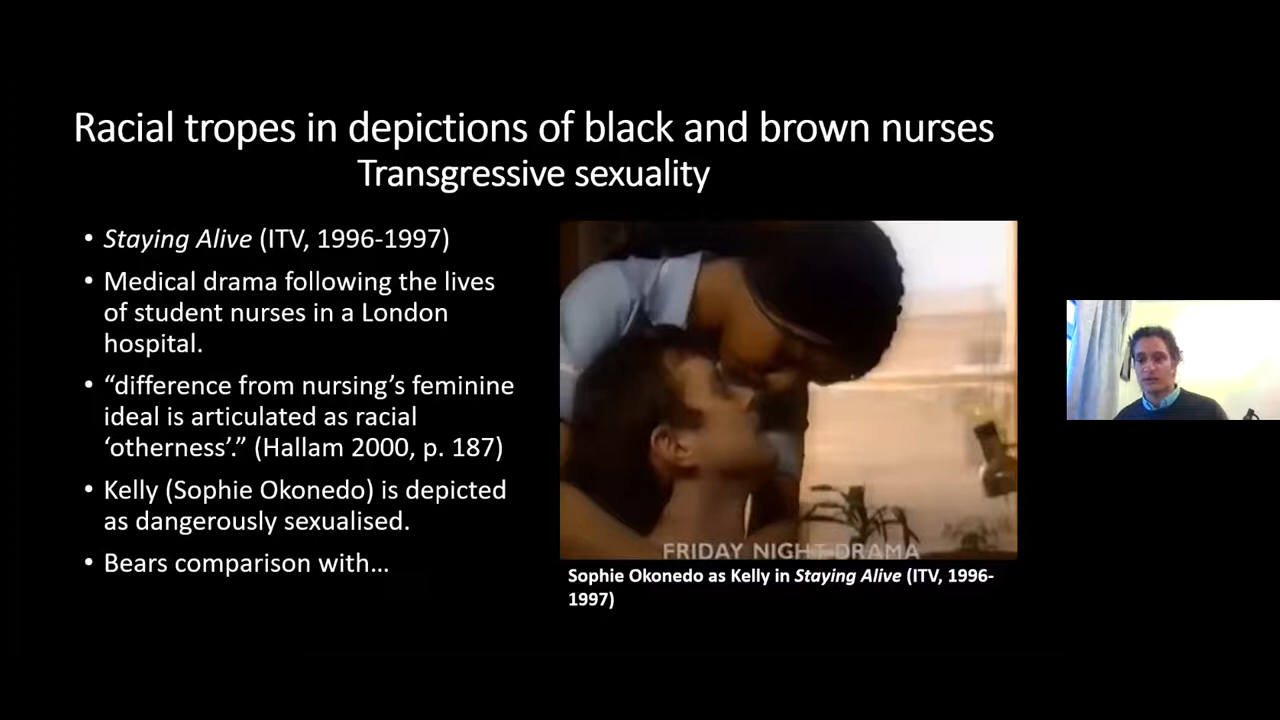 Racial tropes in depictions of black and brown nurses
Transgressive sexuality
• Staying Alive (ITV, 1996-1997)
• Medical drama following the lives
of student nurses in a London
hospital.
• “difference from nursing’s feminine
ideal is articulated as racial
‘otherness’.” (Hallam 2000, p. 187)
• Kelly (Sophie Okonedo) is depicted
as dangerously sexualised.
• Bears comparison with…
FRIDAY NIGHT DRAMA
Sophie Okonedo as Kelly in Staying Alive (ITV, 1996-
1997)